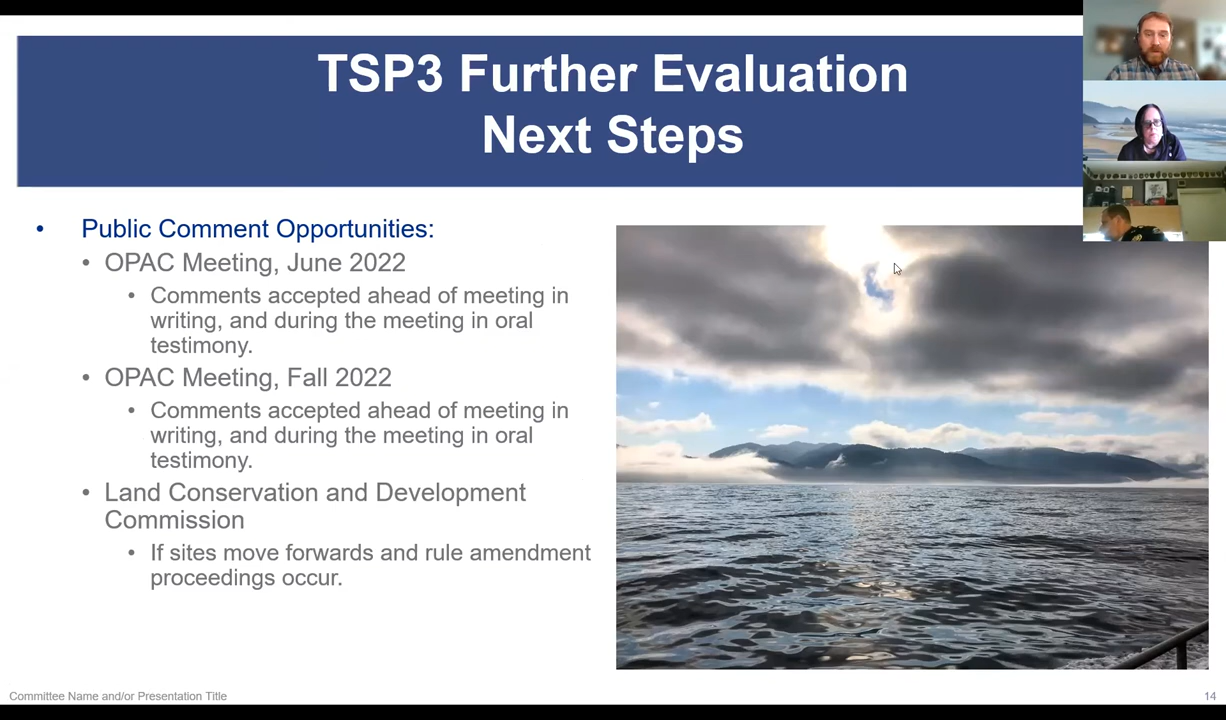 TSP3 Further Evaluation
Next Steps
• Public Comment Opportunities:
• OPAC Meeting, June 2022
• Comments accepted ahead of meeting in
writing, and during the meeting in oral
testimony.
• OPAC Meeting, Fall 2022
• Comments accepted ahead of meeting in
writing, and during the meeting in oral
testimony.
• Land Conservation and Development
Commission
• If sites move forwards and rule amendment
proceedings occur.
Committee Name and/or Presentation Title
14